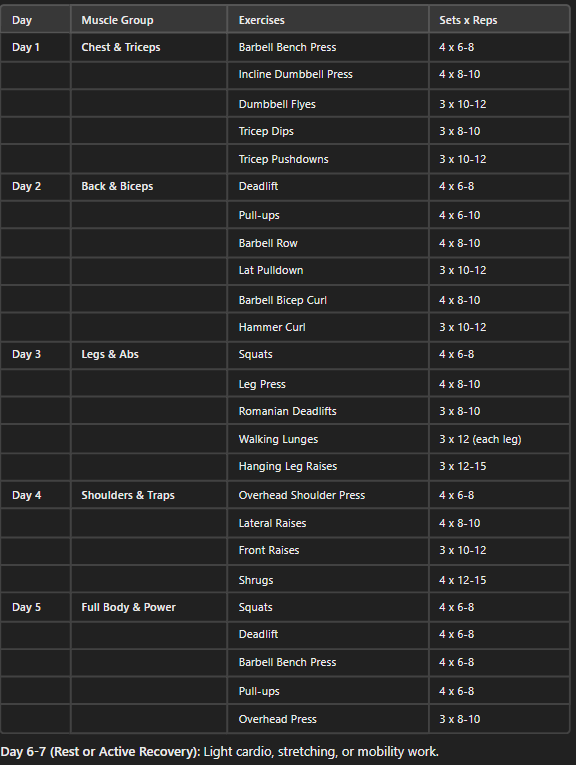 Day Muscle Group Exercises Sets x Reps
Day 1 Chest & Triceps Barbell Bench Press 4 x 6-8
Incline Dumbbell Press 4 x 8-10
Dumbbell Flyes 3 x 10-12
Tricep Dips 3 x 8-10
Tricep Pushdowns 3 x 10-12
Day 2 Back & Biceps Deadlift 4 x 6-8
Pull-ups 4 x 6-10
Barbell Row 4 x 8-10
Lat Pulldown 3 x 10-12
Barbell Bicep Curl 4 x 8-10
Hammer Curl 3 x 10-12
Day 3 Legs & Abs Squats 4 x 6-8
Leg Press 4 x 8-10
Romanian Deadlifts 3 x 8-10
Walking Lunges 3 x 12 (each leg)
Hanging Leg Raises 3 x 12-15
Day 4 Shoulders & Traps Overhead Shoulder Press 4 x 6-8
Lateral Raises 4 x 8-10
Front Raises 3 x 10-12
Shrugs 4 x 12-15
Day 5 Full Body & Power Squats 4 x 6-8
Deadlift 4 x 6-8
Barbell Bench Press 4 x 6-8
Pull-ups 4 x 6-8
Overhead Press 3 x 8-10
Day 6-7 (Rest or Active Recovery): Light cardio, stretching, or mobility work.